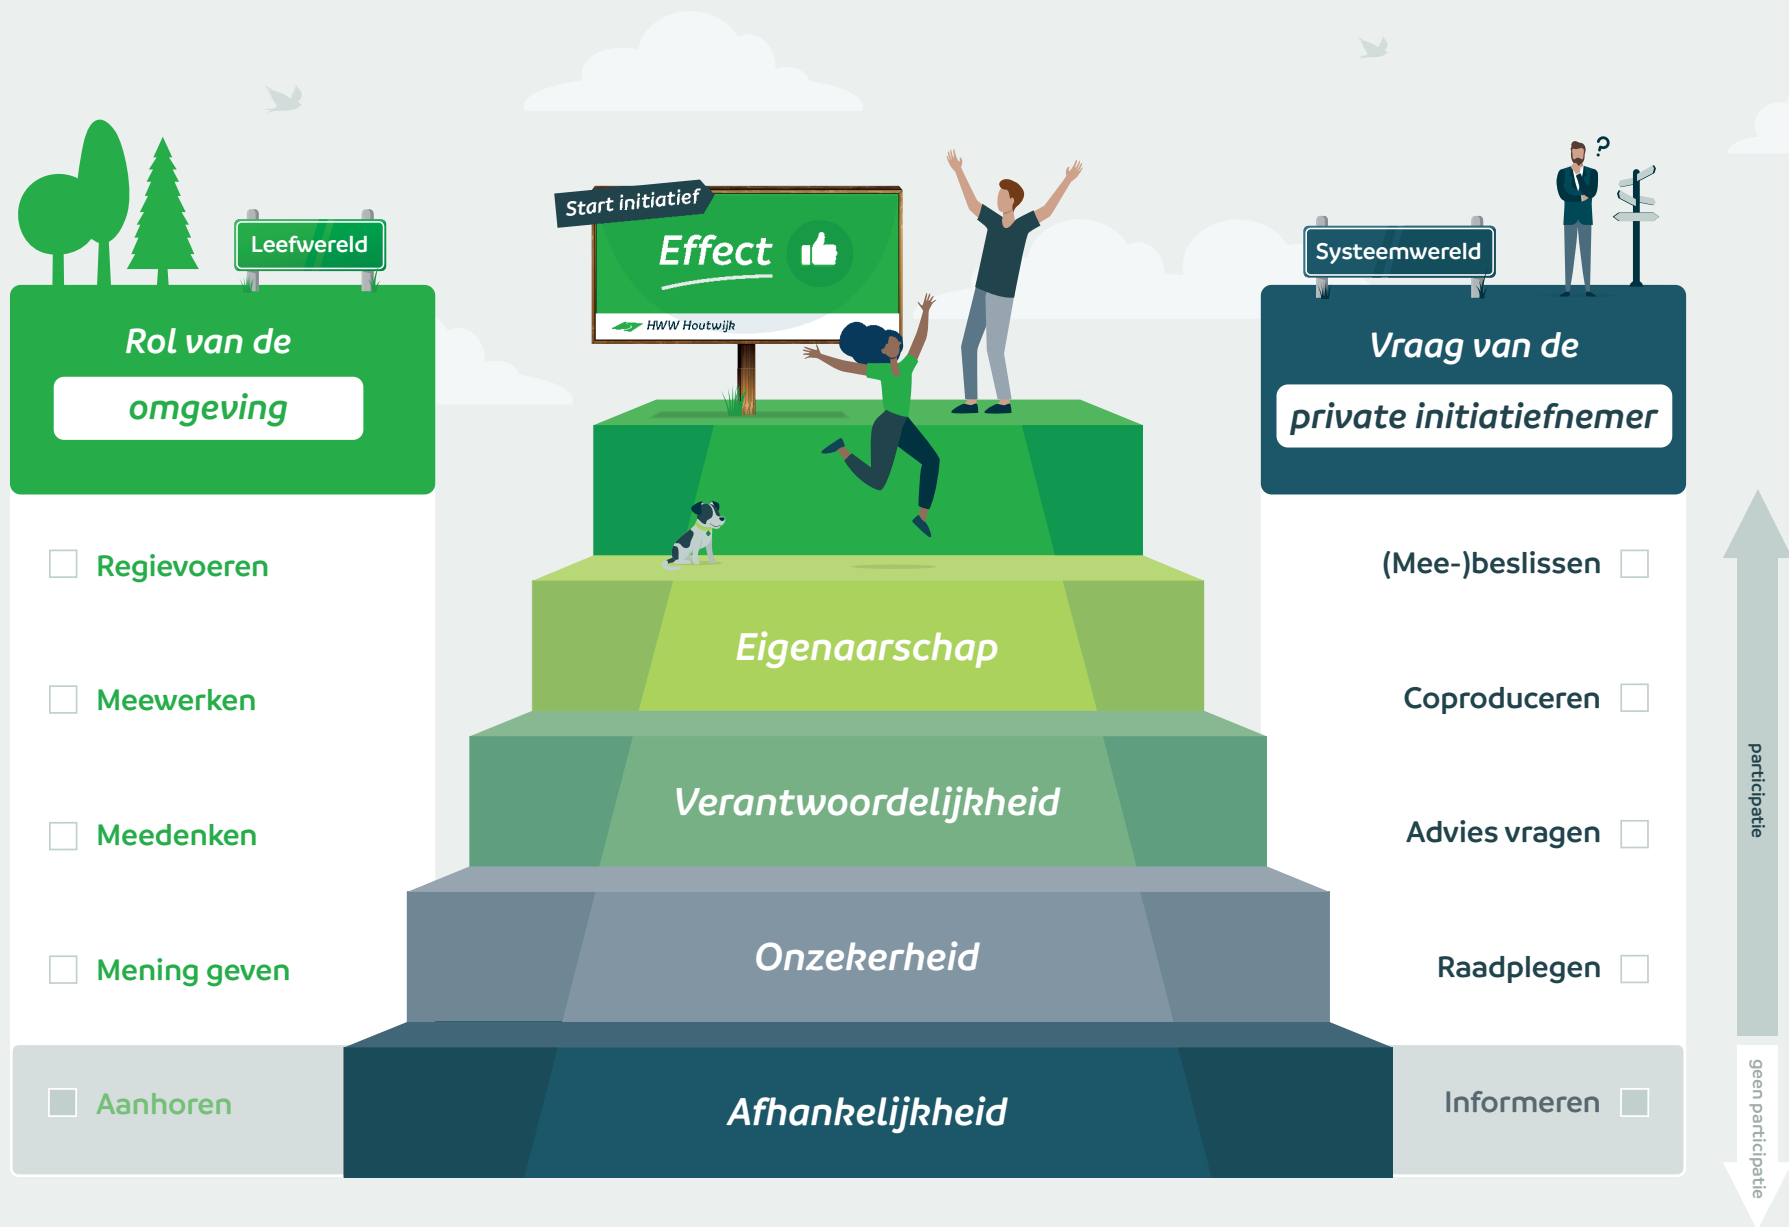 Leefwereld
Rol van de
omgeving
Regievoeren
Meewerken
Meedenken
Mening geven
Aanhoren
Start initiatief
Effect
HWW Houtwijk
Eigenaarschap
Verantwoordelijkheid
Onzekerheid
Afhankelijkheid
?
Systeemwereld
Vraag van de
private initiatiefnemer
(Mee-)beslissen
Coproduceren
Advies vragen
Raadplegen
Informeren
participatie
geen participatie